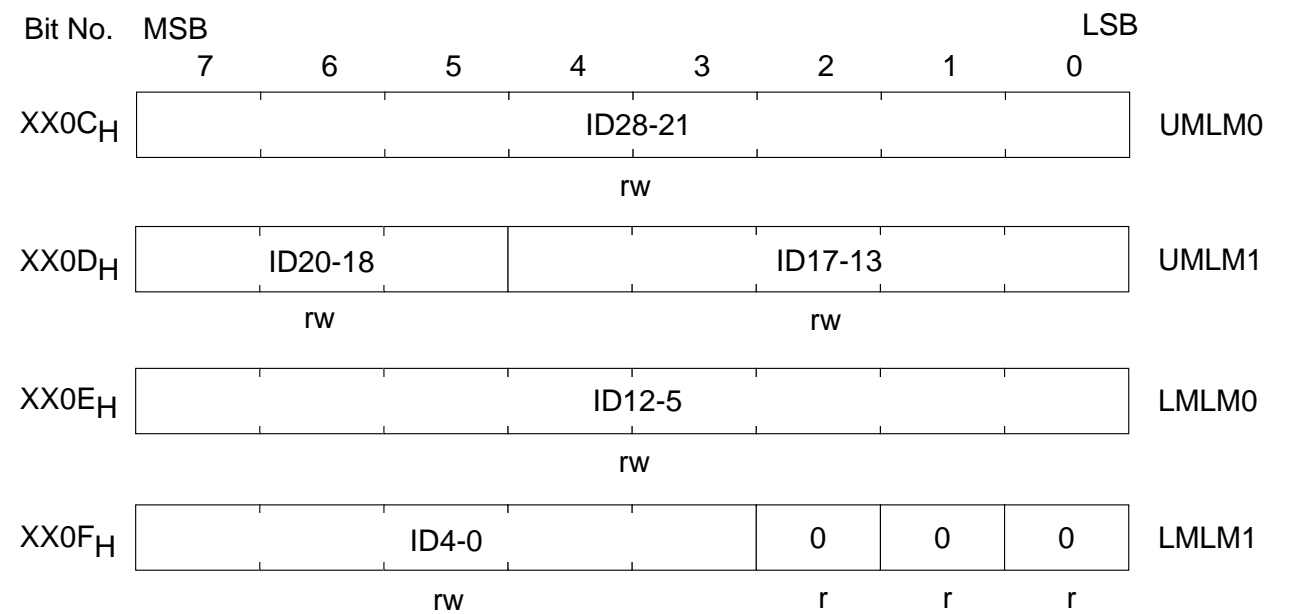 Bit No. MSB LSB
7 6 5 4 3 2 1 0
XX0CH ID28-21 UMLM0
rw
XX0DH ID20-18 ID17-13 UMLM1
rw rw
XX0EH ID12-5 LMLM0
rw
XX0FH ID4-0 0 0 0 LMLM1
rw r r r